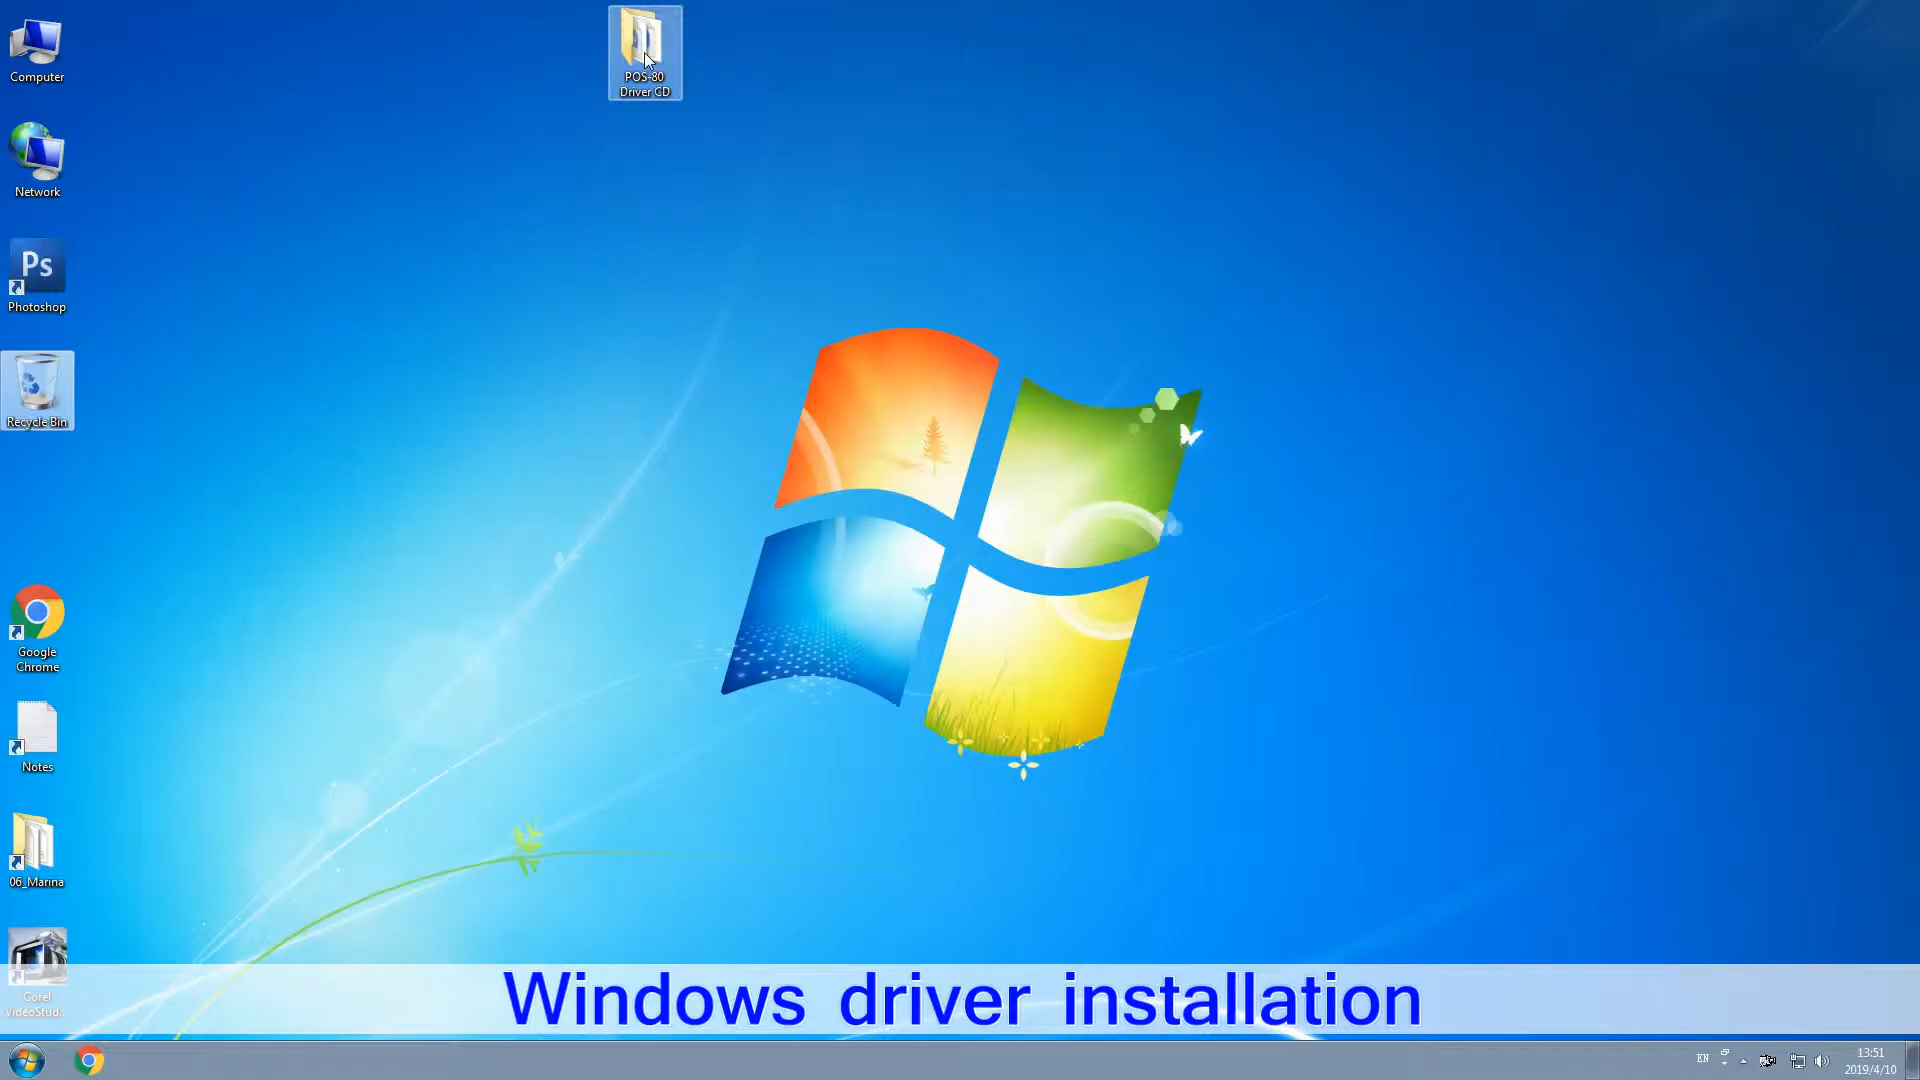 Computer
POS-80
Driver CD
Network
Ps
Photoshop
Recycle Bin
Google
Chrome
Notes
06_Marina
Corel
VideoStud...
Windows driver installation
EN
13:51
2019/4/10